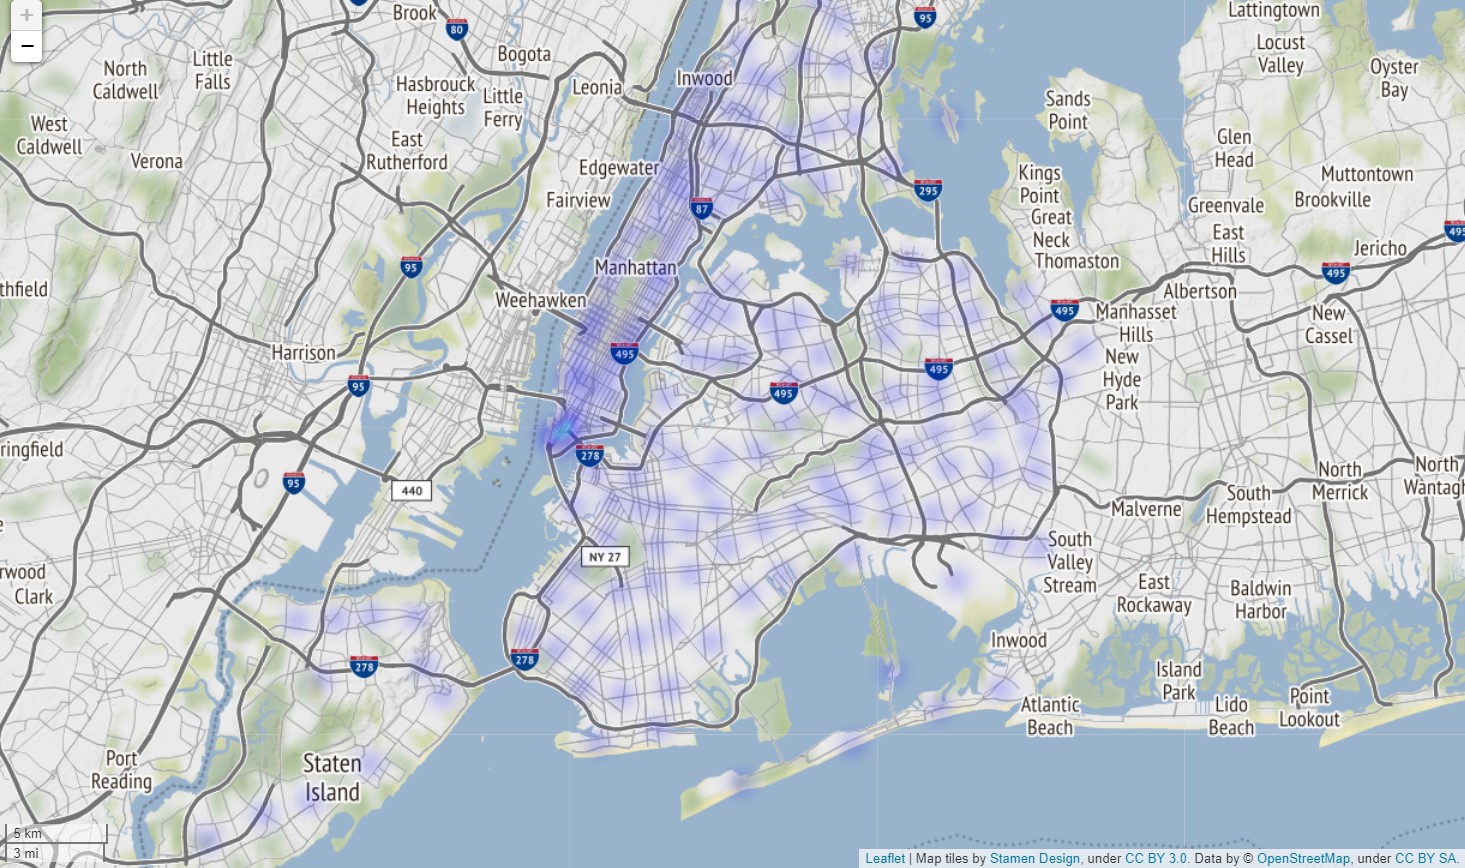 +
−
Brook
80
95
Lattingtown
Little
Falls
North
Caldwell
Bogota
Hasbrouck
Heights
Little
Ferry
Leonia
Inwood
Sands
Point
Locust
Valley
Oyster
Bay
West
Caldwell
Verona
East
Rutherford
Edgewater
Fairview
87
295
Kings
Point
Great
Neck
Thomaston
Glen
Head
Muttontown
Brookville
Greenvale
East
Hills
Jericho
495
495
95
thfield
Manhattan
Weehawken
Albertson
495
Manhasset
Hills
New
Cassel
Harrison
95
495
495
495
New
Hyde
Park
ringfield
278
95
440
North
Merrick
North
Wantagh
South
Hempstead
Malverne
NY 27
South
Valley
Stream
rwood
Clark
East
Rockaway
Baldwin
Harbor
Inwood
278
278
Island
Park
Atlantic
Beach
Lido
Beach
Point
Lookout
Port
Reading
Staten
Island
5 km
3 mi
Leaflet | Map tiles by Stamen Design, under CC BY 3.0. Data by © OpenStreetMap, under CC BY SA.